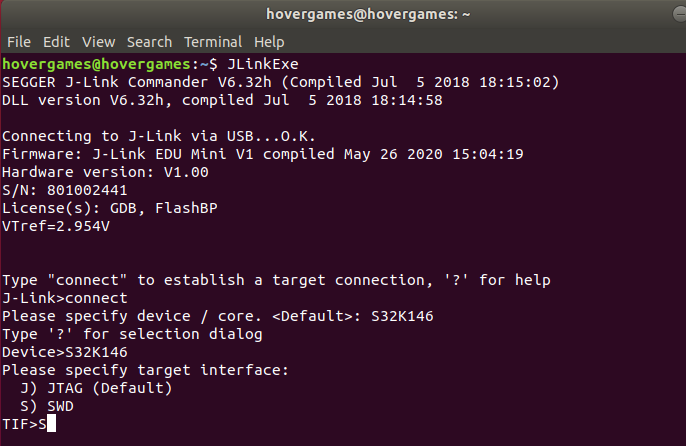 hovergames@hovergames: ~
File Edit View Search Terminal Help
hovergames@hovergames:~$ JLinkExe
SEGGER J-Link Commander V6.32h (Compiled Jul  5 2018 18:15:02)
DLL version V6.32h, compiled Jul  5 2018 18:14:58
Connecting to J-Link via USB...O.K.
Firmware: J-Link EDU Mini V1 compiled May 26 2020 15:04:19
Hardware version: V1.00
S/N: 801002441
License(s): GDB, FlashBP
VTref=2.954V
Type "connect" to establish a target connection, '?' for help
J-Link>connect
Please specify device / core. <Default>: S32K146
Type '?' for selection dialog
Device>S32K146
Please specify target interface:
  J) JTAG (Default)
  S) SWD
TIF>S